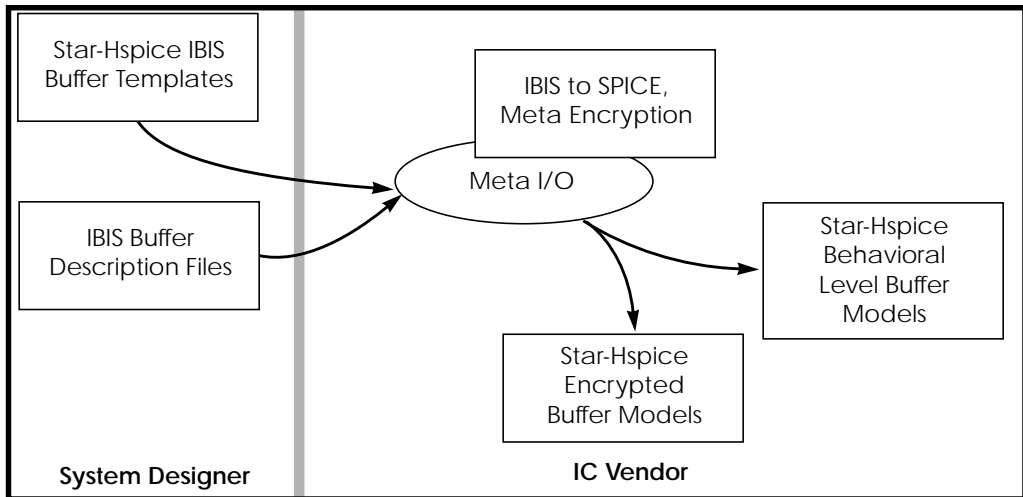 Star-Hspice IBIS
Buffer Templates
IBIS to SPICE,
Meta Encryption
Meta I/O
IBIS Buffer
Description Files
Star-Hspice
Behavioral
Level Buffer
Models
Star-Hspice
Encrypted
Buffer Models
System Designer
IC Vendor